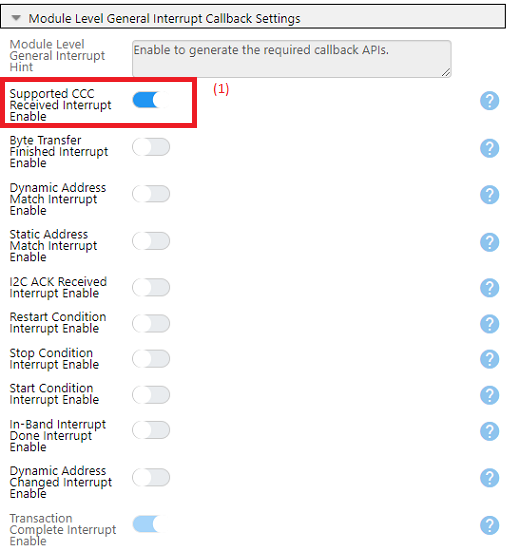 Module Level General Interrupt Callback Settings
Module Level
General Interrupt
Hint
Enable to generate the required callback APIs.
Supported CCC
Received Interrupt
Enable
(1)
?
Byte Transfer
Finished Interrupt
Enable
?
Dynamic Address
Match Interrupt
Enable
?
Static Address
Match Interrupt
Enable
?
I2C ACK Received
Interrupt Enable
?
Restart Condition
Interrupt Enable
?
Stop Condition
Interrupt Enable
?
Start Condition
Interrupt Enable
?
In-Band Interrupt
Done Interrupt
Enable
?
Dynamic Address
Changed Interrupt
Enable
?
Transaction
Complete Interrupt
Enable
?